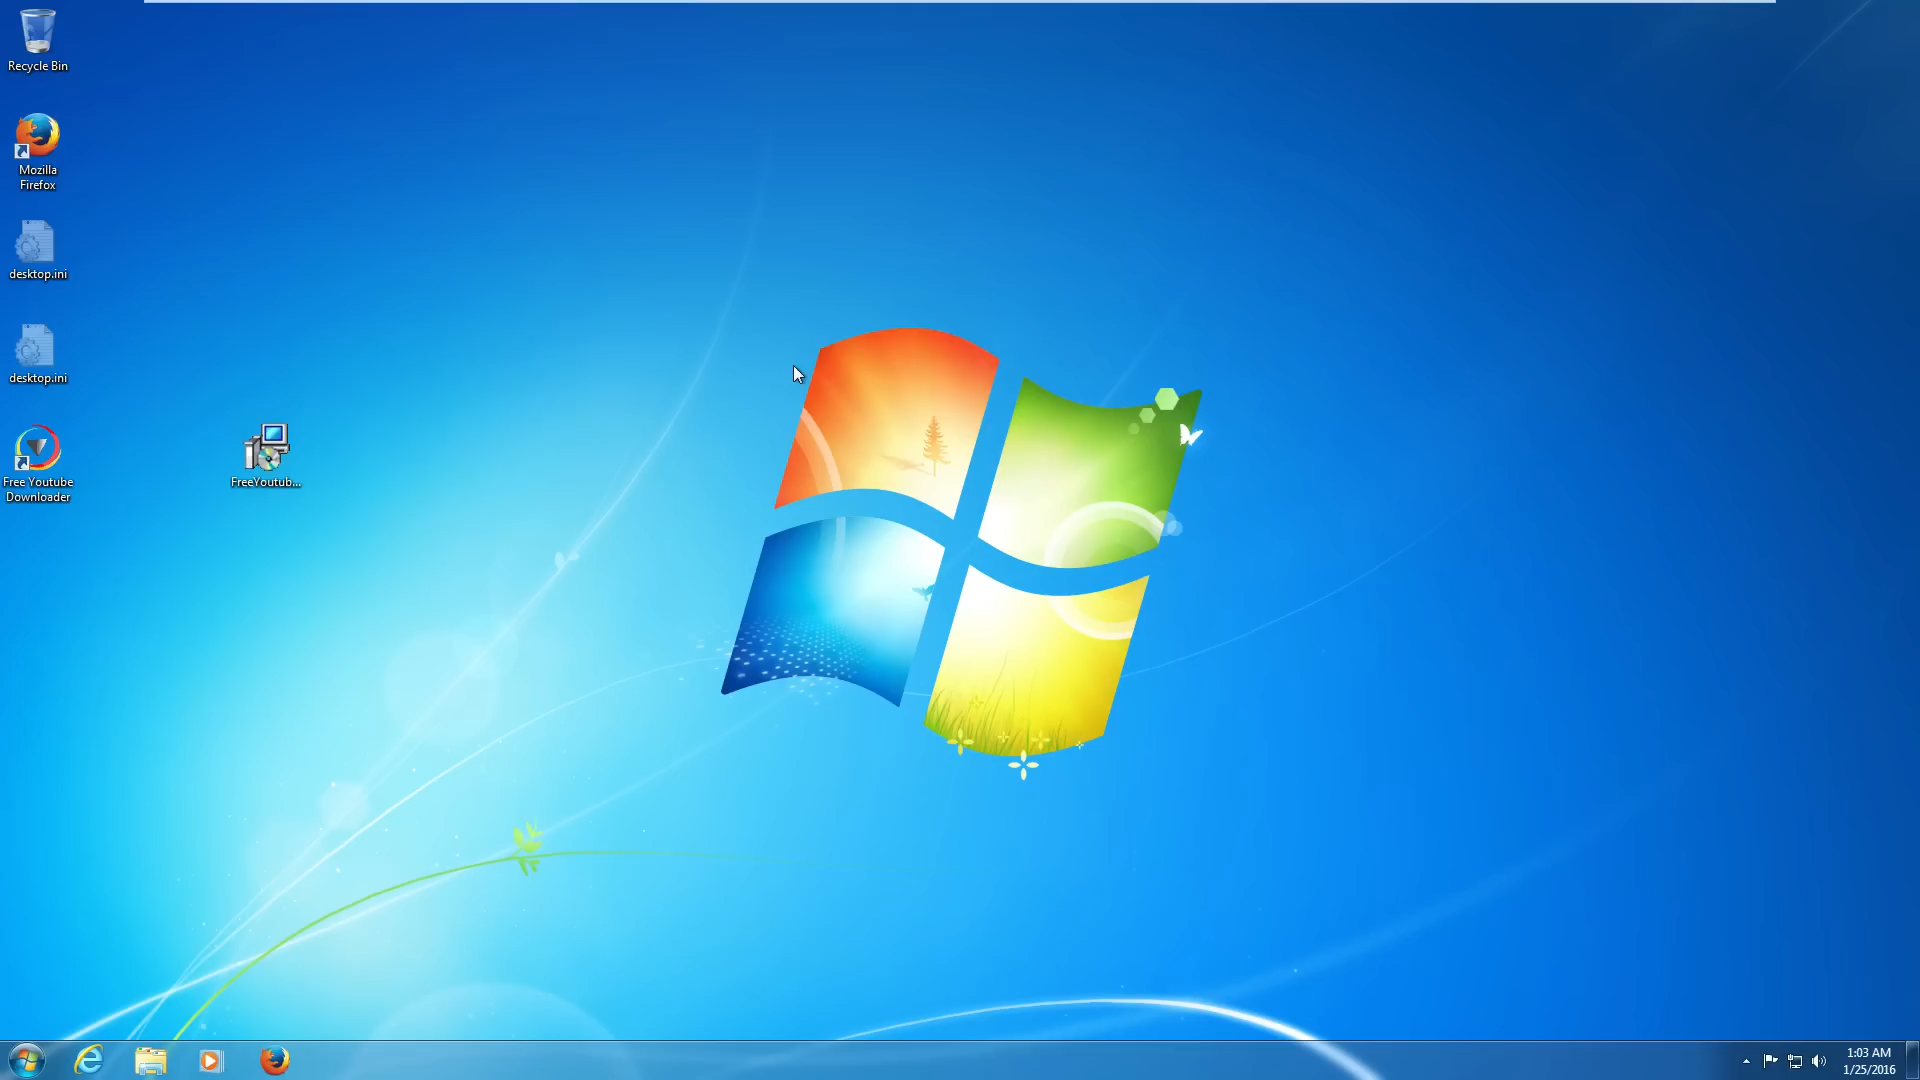 Recycle Bin
Mozilla
Firefox
desktop.ini
desktop.ini
Free Youtube
Downloader
FreeYoutub...
1:03 AM
1/25/2016